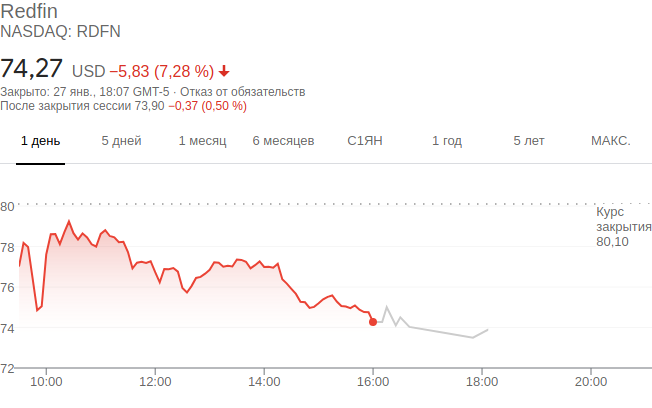 Redfin
NASDAQ: RDFN
74,27 USD −5,83 (7,28 %)
Закрыто: 27 янв., 18:07 GMT-5 · Отказ от обязательств
После закрытия сессии 73,90 −0,37 (0,50 %)
1 день 5 дней 1 месяц 6 месяцев С1ЯН 1 год 5 лет МАКС.
80
Курс
закрытия
80,10
78
76
74
72
10:00 12:00 14:00 16:00 18:00 20:00